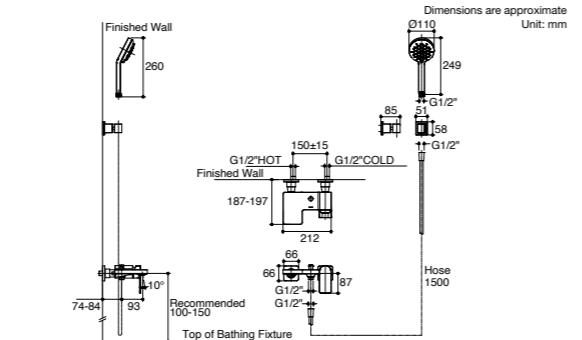 Dimensions are approximate
Unit: mm
Finished Wall
Ø110
260
249
G1/2"
85
51
58
G1/2"
150±15
G1/2"HOT
G1/2"COLD
Finished Wall
187-197
212
66
66
87
Hose
1500
10°
G1/2"
G1/2"
74-84
93
Recommended
100-150
Top of Bathing Fixture